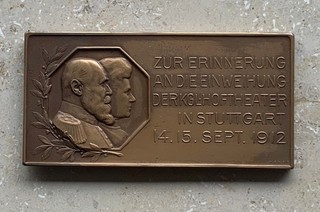 ZUR ERINNERUNG
AN DIE EINWEIHUNG
DER KGL HOFTHEATER
IN STUTTGART
14. 15. SEPT. 1912